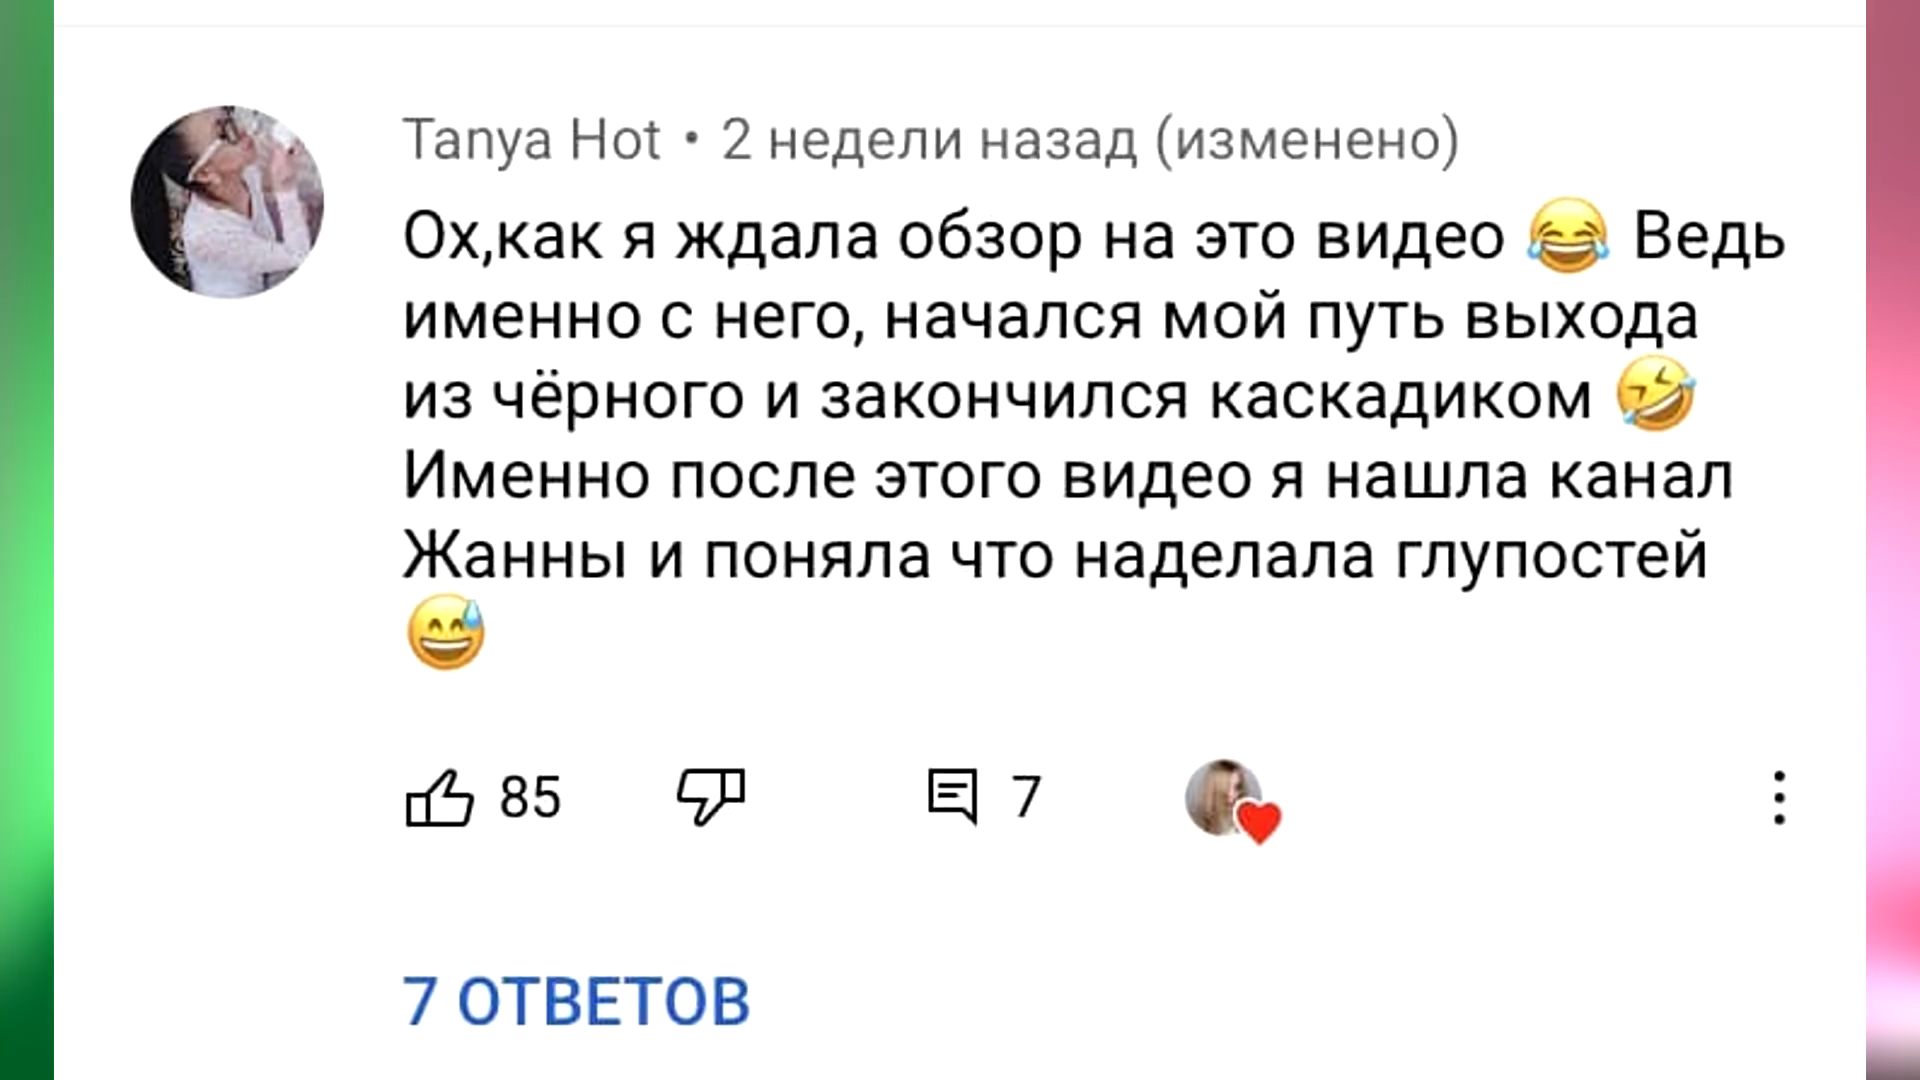 Tanya Hot • 2 недели назад (изменено)
Ох,как я ждала обзор на это видео 😂 Ведь
именно с него, начался мой путь выхода
из чёрного и закончился каскадиком 🤣
Именно после этого видео я нашла канал
Жанны и поняла что наделала глупостей
😅
85 7
7 ОТВЕТОВ